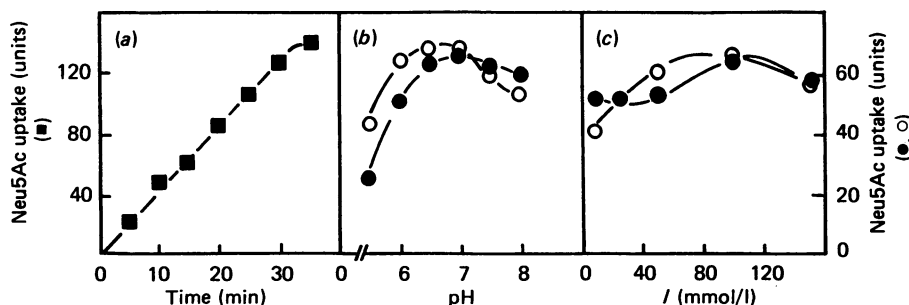 (a)
(b)
(c)
Neu5Ac uptake (units)
(■)
120
80
40
0
10
20
30
Time (min)
0
6
7
8
pH
0
40
80
120
I (mmol/l)
60
40
20
0
Neu5Ac uptake (units)
(●, ○)